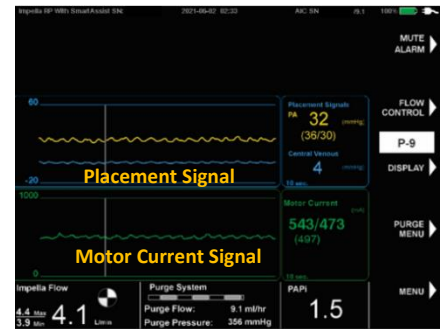 Impella RP With SmartAssist SN: 2021-06-02 02:33 AIC SN /9.1 100%
MUTE
ALARM
60
-20
Placement Signal
Placement Signals
PA 32 (mmHg)
(36/30)
Central Venous
4 (mmHg)
10 sec.
FLOW
CONTROL
P-9
DISPLAY
1000
0
Motor Current Signal
Motor Current
(mA)
543/473
(497)
10 sec.
PURGE
MENU
Impella Flow
4.4 Max
3.9 Min
4.1 L/min
Purge System
Purge Flow: 9.1 ml/hr
Purge Pressure: 356 mmHg
PAPi
1.5
MENU